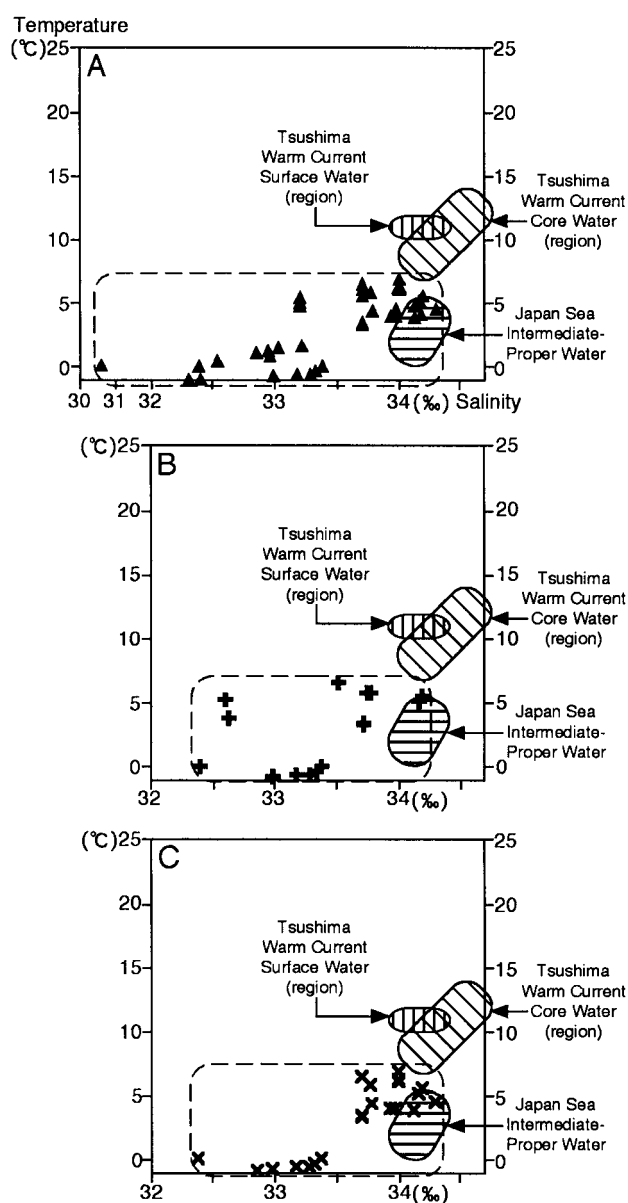 Temperature
(℃)25
A
25
20
20
15
15
10
10
5
5
0
0
Tsushima
Warm Current
Surface Water
(region)
Tsushima
Warm Current
Core Water
(region)
Japan Sea
Intermediate-
Proper Water
30 31 32 33 34(‰) Salinity
(℃)25
B
25
20
20
15
15
10
10
5
5
0
0
Tsushima
Warm Current
Surface Water
(region)
Tsushima
Warm Current
Core Water
(region)
Japan Sea
Intermediate-
Proper Water
32 33 34(‰)
(℃)25
C
25
20
20
15
15
10
10
5
5
0
0
Tsushima
Warm Current
Surface Water
(region)
Tsushima
Warm Current
Core Water
(region)
Japan Sea
Intermediate-
Proper Water
32 33 34(‰)